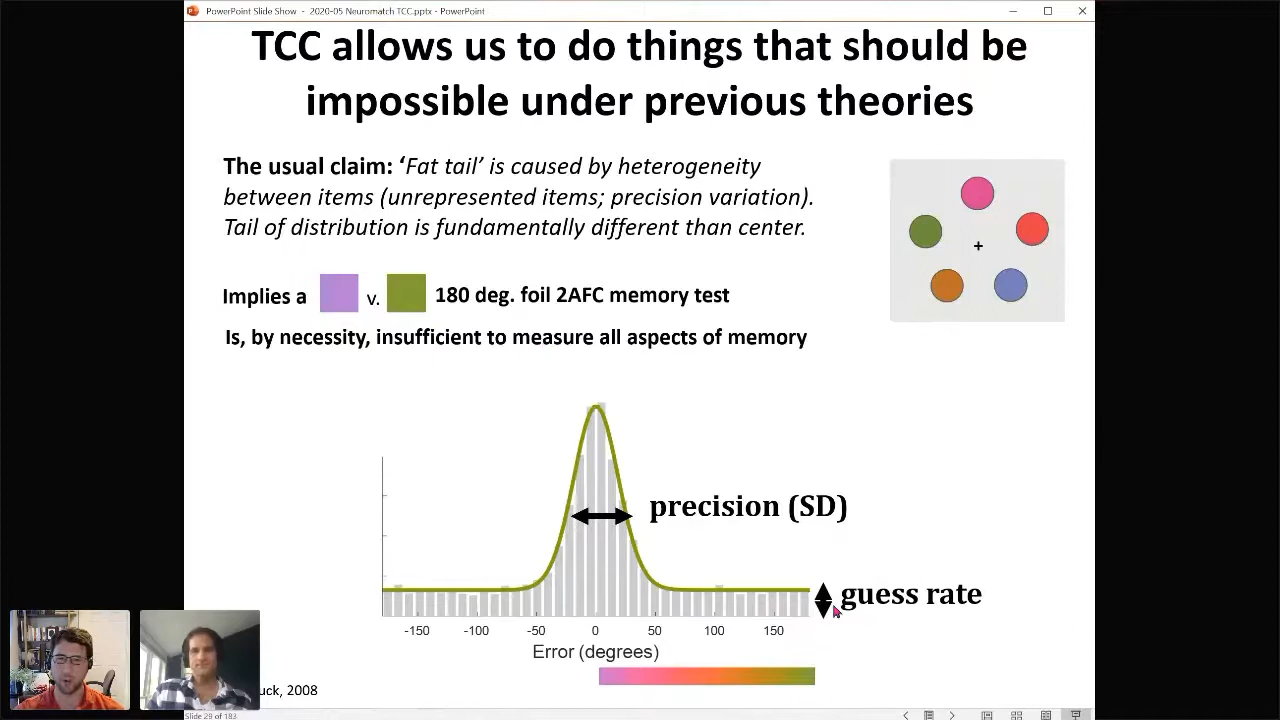 PowerPoint Slide Show - 2020-05 Neuromatch TCC.pptx - PowerPoint
TCC allows us to do things that should be
impossible under previous theories
The usual claim: ‘Fat tail’ is caused by heterogeneity
between items (unrepresented items; precision variation).
Tail of distribution is fundamentally different than center.
Implies a v. 180 deg. foil 2AFC memory test
Is, by necessity, insufficient to measure all aspects of memory
+
precision (SD)
guess rate
-150 -100 -50 0 50 100 150
Error (degrees)
uck, 2008
Slide 29 of 183